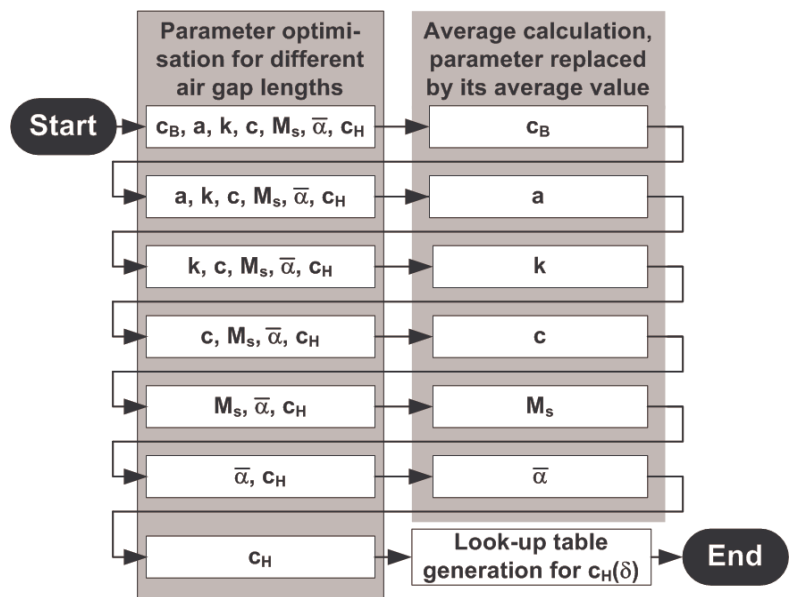 Parameter optimi-
sation for different
air gap lengths
Average calculation,
parameter replaced
by its average value
Start
c_B, a, k, c, M_s, α̅, c_H
c_B
a, k, c, M_s, α̅, c_H
a
k, c, M_s, α̅, c_H
k
c, M_s, α̅, c_H
c
M_s, α̅, c_H
M_s
α̅, c_H
α̅
c_H
Look-up table
generation for c_H(δ)
End